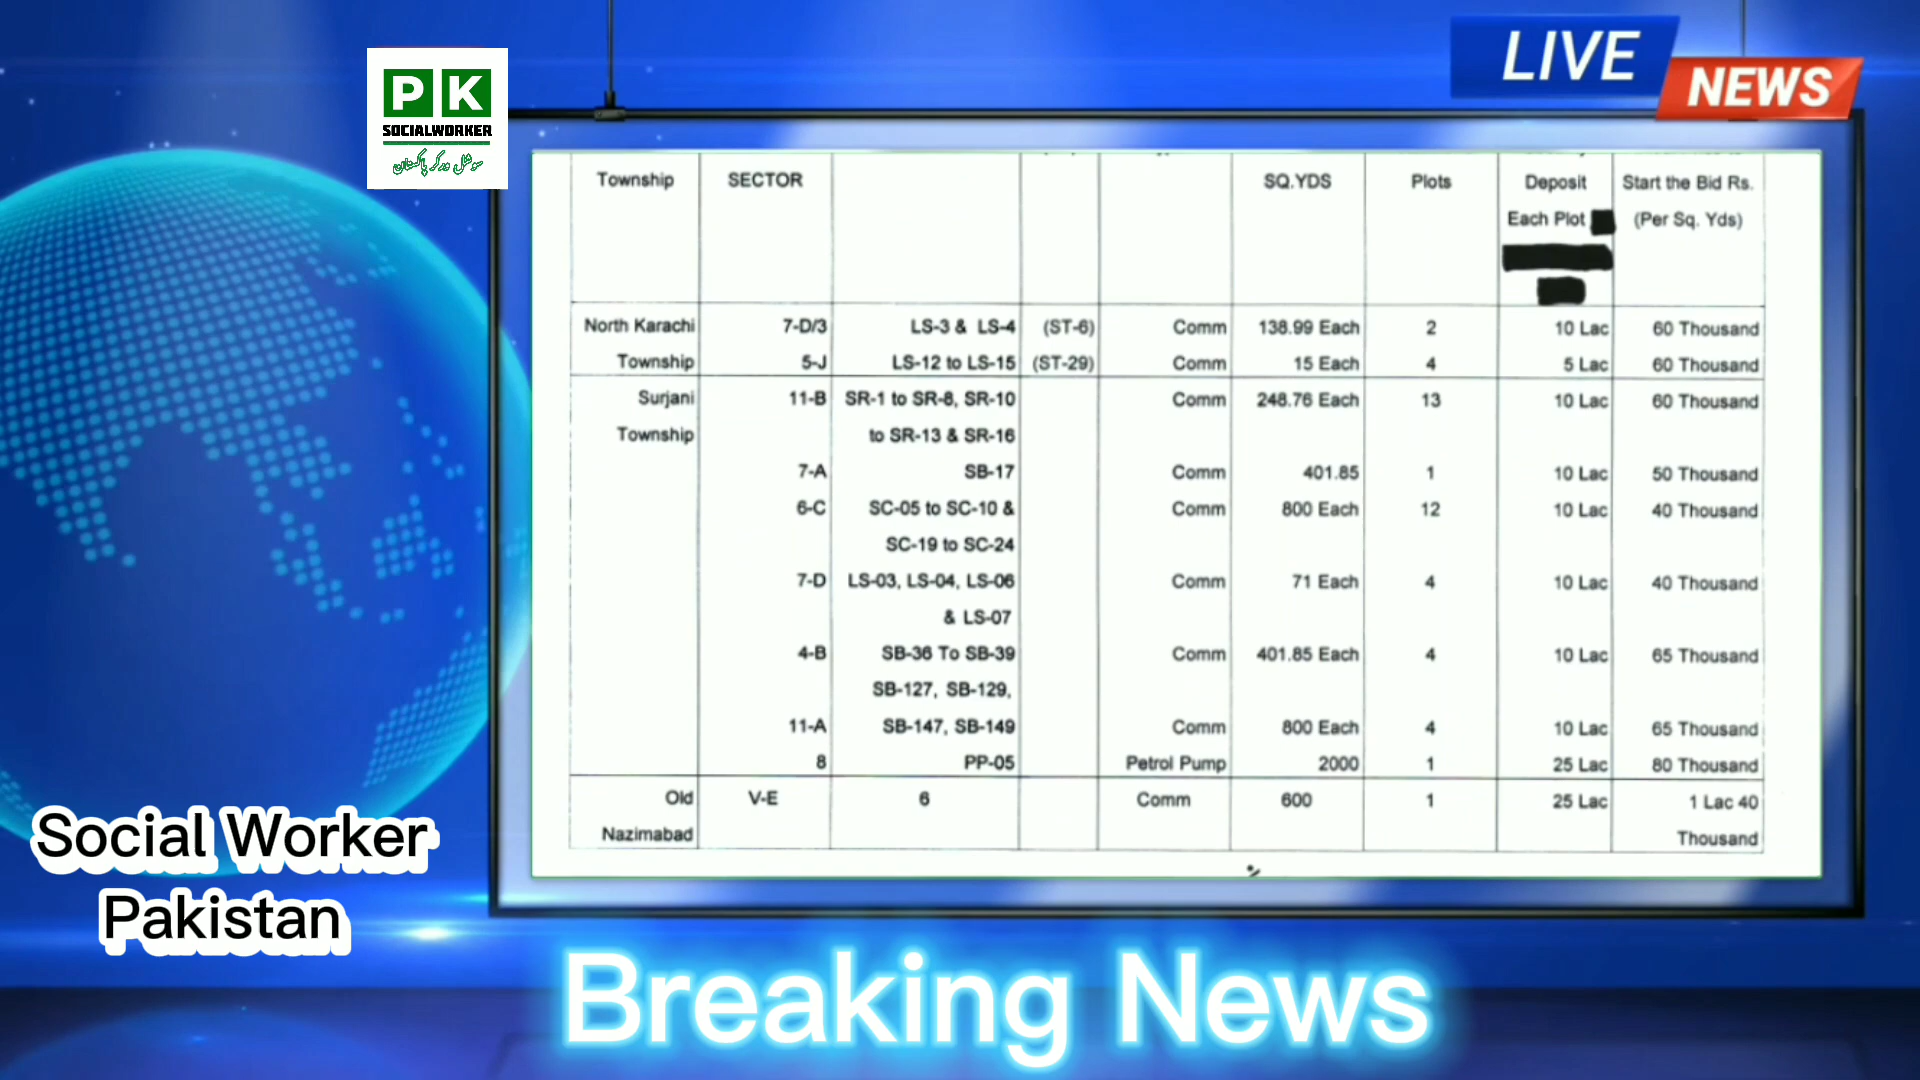 PK
SOCIALWORKER
سوشل ورکر پاکستان
LIVE
NEWS
Township SECTOR SQ.YDS Plots Deposit Start the Bid Rs.
Each Plot (Per Sq. Yds)
North Karachi 7-D/3 LS-3 & LS-4 (ST-6) Comm 138.99 Each 2 10 Lac 60 Thousand
Township 5-J LS-12 to LS-15 (ST-29) Comm 15 Each 4 5 Lac 60 Thousand
Surjani 11-B SR-1 to SR-8, SR-10 Comm 248.76 Each 13 10 Lac 60 Thousand
Township to SR-13 & SR-16
7-A SB-17 Comm 401.85 1 10 Lac 50 Thousand
6-C SC-05 to SC-10 & Comm 800 Each 12 10 Lac 40 Thousand
SC-19 to SC-24
7-D LS-03, LS-04, LS-06 Comm 71 Each 4 10 Lac 40 Thousand
& LS-07
4-B SB-36 To SB-39 Comm 401.85 Each 4 10 Lac 65 Thousand
SB-127, SB-129,
11-A SB-147, SB-149 Comm 800 Each 4 10 Lac 65 Thousand
8 PP-05 Petrol Pump 2000 1 25 Lac 80 Thousand
Old V-E 6 Comm 600 1 25 Lac 1 Lac 40
Nazimabad Thousand
Social Worker
Pakistan
Breaking News